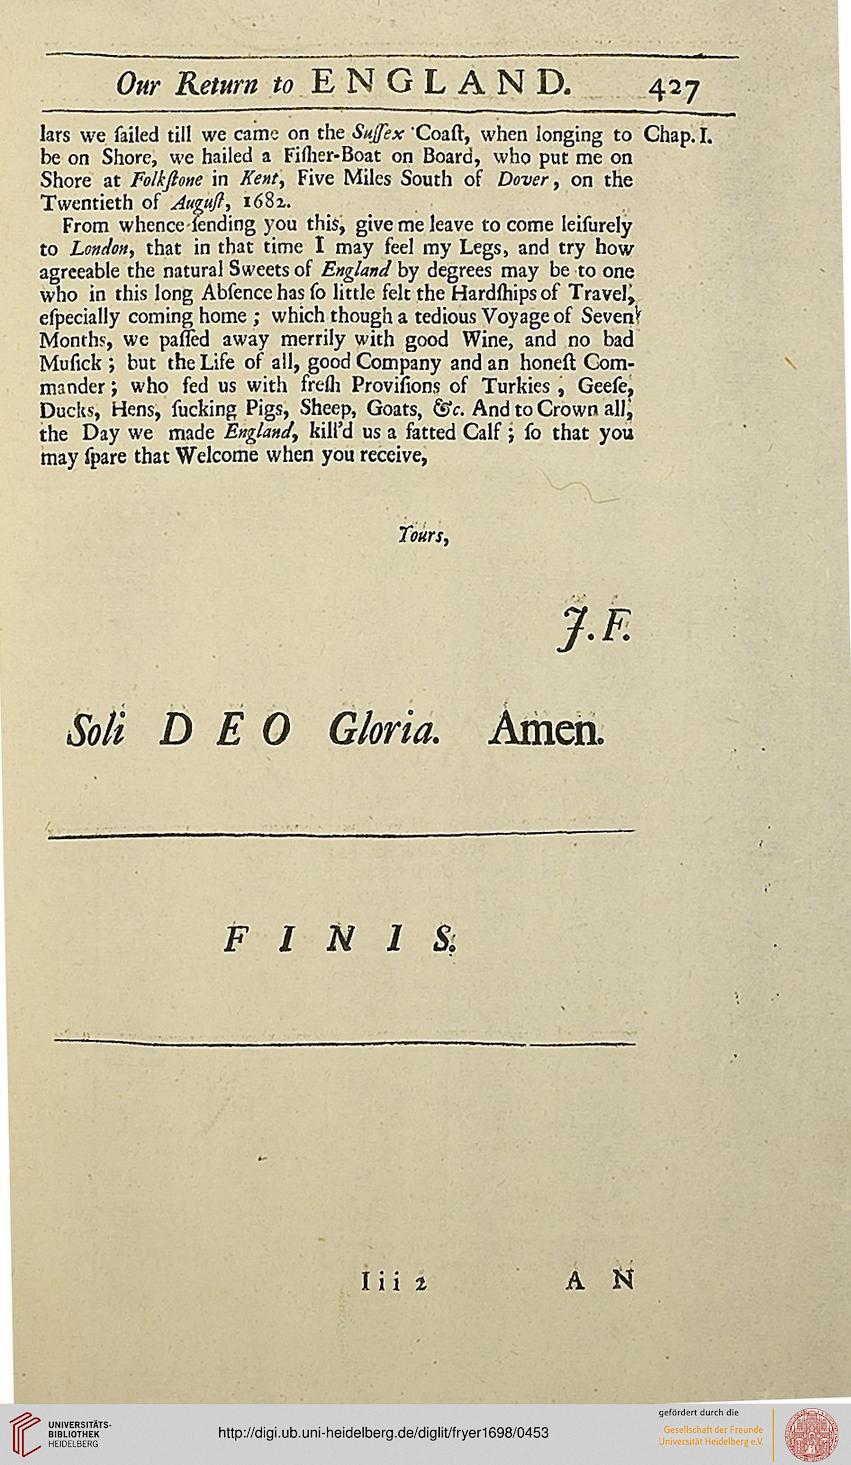 Our Return to ENGLAND. 427
lars we ſailed till we came on the Suſſex Coaſt, when longing to Chap. I.
be on Shore, we hailed a Fiſher-Boat on Board, who put me on
Shore at Folkſtone in Kent, Five Miles South of Dover, on the
Twentieth of Auguſt, 1682.
From whence ſending you this, give me leave to come leiſurely
to London, that in that time I may feel my Legs, and try how
agreeable the natural Sweets of England by degrees may be to one
who in this long Abſence has ſo little felt the Hardſhips of Travel,
eſpecially coming home ; which though a tedious Voyage of Seven
Months, we paſſed away merrily with good Wine, and no bad
Muſick ; but the Life of all, good Company and an honeſt Com-
mander ; who fed us with freſh Proviſions of Turkies , Geeſe,
Ducks, Hens, ſucking Pigs, Sheep, Goats, &c. And to Crown all,
the Day we made England, kill'd us a fatted Calf ; ſo that you
may ſpare that Welcome when you receive,
Yours,
J. F.
Soli DEO Gloria. Amen.
FINIS.
Iii 2 AN
UNIVERSITÄTS-
BIBLIOTHEK
HEIDELBERG
http://digi.ub.uni-heidelberg.de/diglit/fryer1698/0453
gefördert durch die
Gesellschaft der Freunde
Universität Heidelberg e.V.